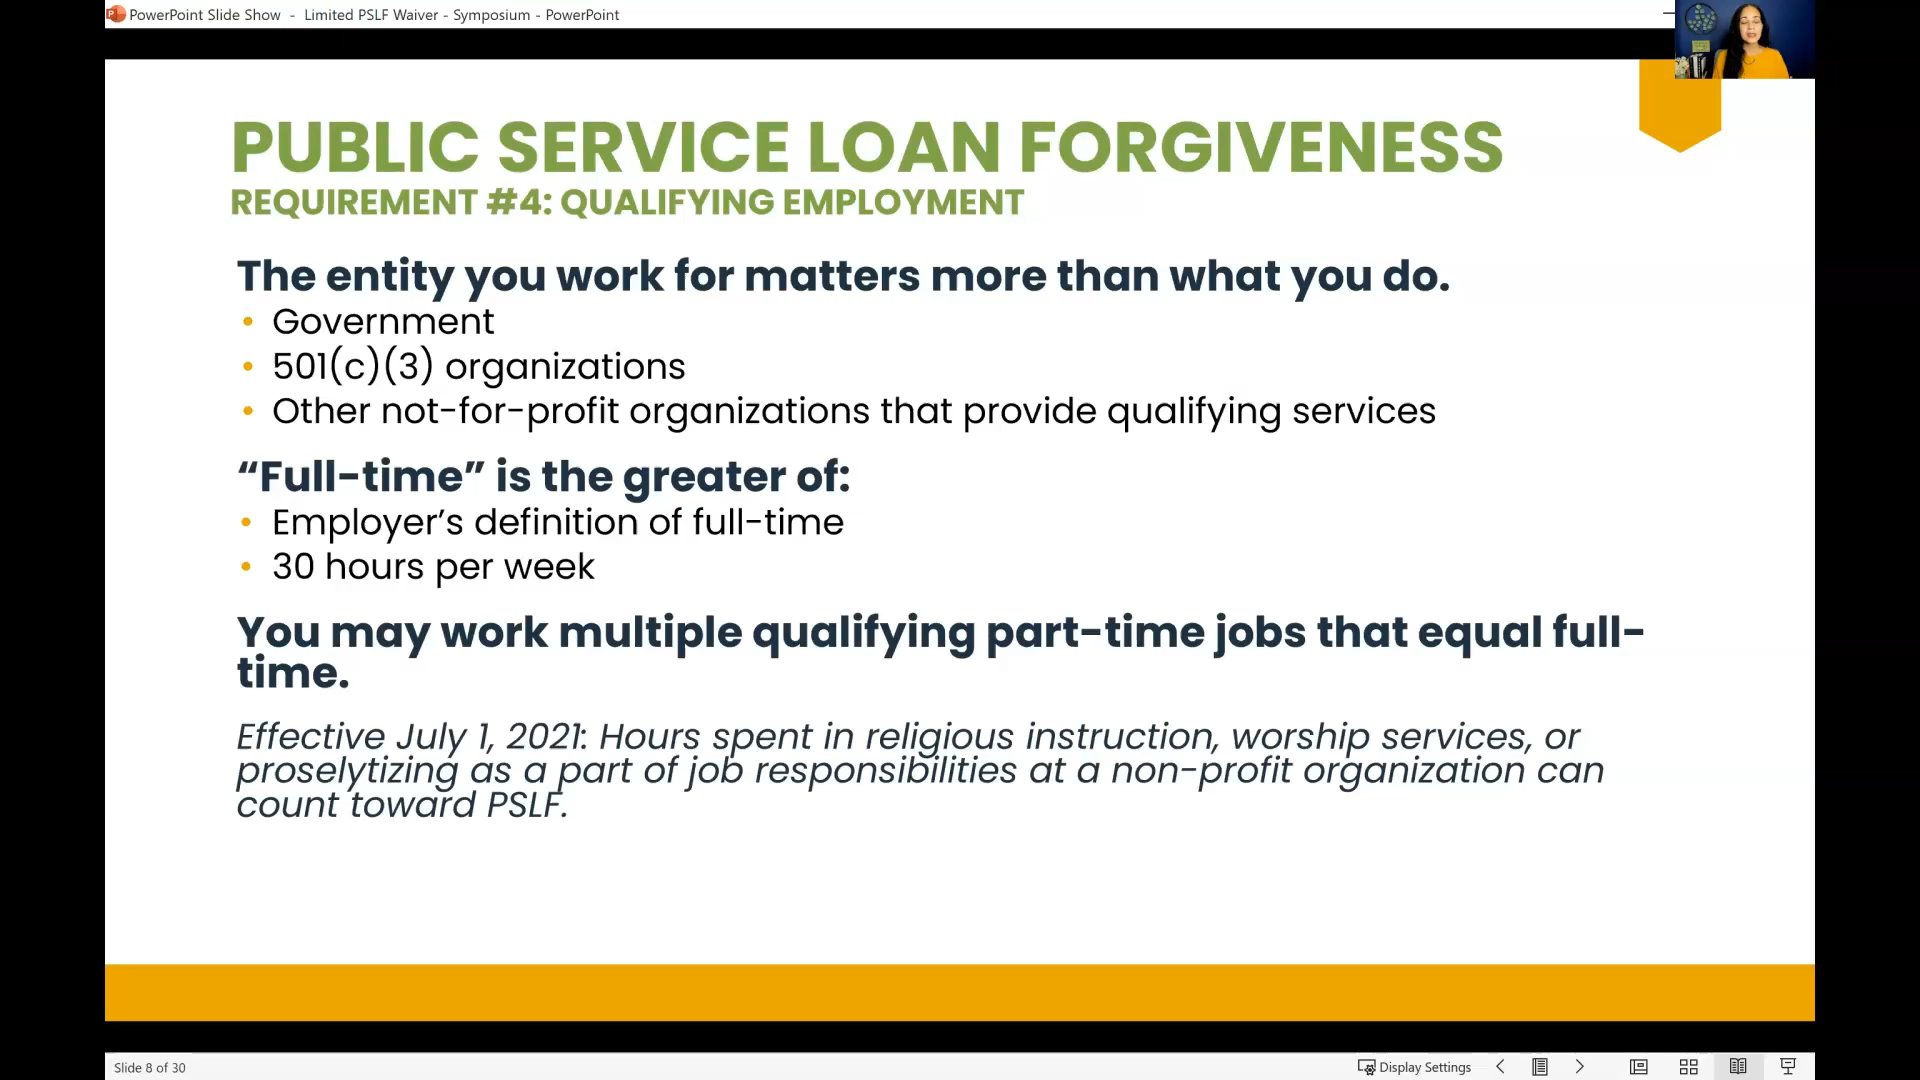 PowerPoint Slide Show - Limited PSLF Waiver - Symposium - PowerPoint
PUBLIC SERVICE LOAN FORGIVENESS
REQUIREMENT #4: QUALIFYING EMPLOYMENT
The entity you work for matters more than what you do.
• Government
• 501(c)(3) organizations
• Other not-for-profit organizations that provide qualifying services
“Full-time” is the greater of:
• Employer’s definition of full-time
• 30 hours per week
You may work multiple qualifying part-time jobs that equal full-
time.
Effective July 1, 2021: Hours spent in religious instruction, worship services, or
proselytizing as a part of job responsibilities at a non-profit organization can
count toward PSLF.
Slide 8 of 30
Display Settings